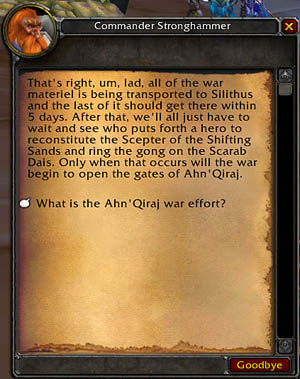 Commander Stronghammer
That's right, um, lad, all of the war
materiel is being transported to Silithus
and the last of it should get there within
5 days. After that, we'll all just have to
wait and see who puts forth a hero to
reconstitute the Scepter of the Shifting
Sands and ring the gong on the Scarab
Dais. Only when that occurs will the war
begin to open the gates of Ahn'Qiraj.
What is the Ahn'Qiraj war effort?
Goodbye